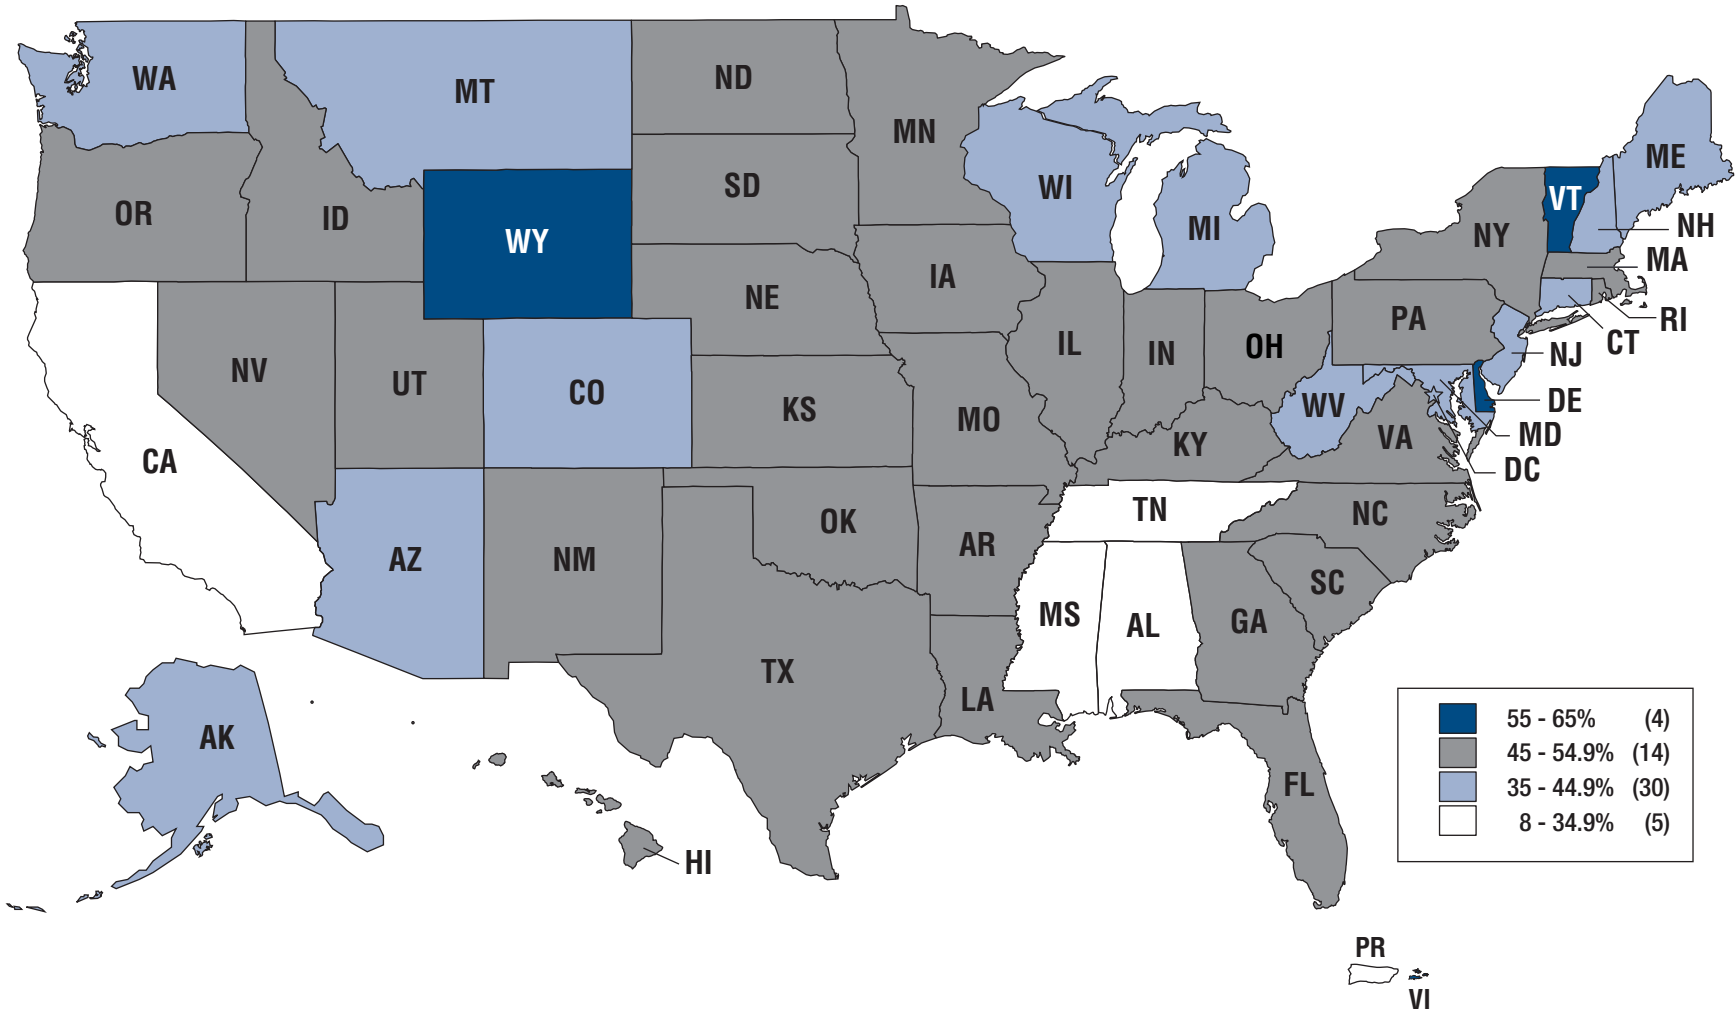 WA
MT
ND
MN
ME
OR
ID
SD
WI
VT
WY
MI
NY
NH
MA
NE
IA
PA
RI
NV
UT
CO
KS
IL
IN
OH
NJ
CT
MO
WV
DE
CA
KY
VA
MD
DC
AZ
NM
OK
AR
TN
NC
SC
MS
AL
GA
TX
LA
AK
FL
HI
55 - 65% (4)
45 - 54.9% (14)
35 - 44.9% (30)
8 - 34.9% (5)
PR
VI